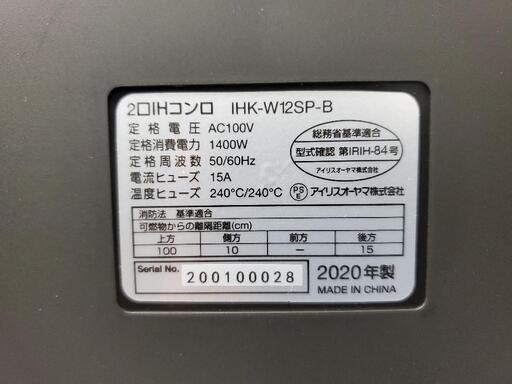 2口IHコンロ IHK-W12SP-B
定格電圧 AC100V
定格消費電力 1400W
定格周波数 50/60Hz
電流ヒューズ 15A
温度ヒューズ 240°C/240°C
総務省基準適合
型式確認 第IRIH-84号
アイリスオーヤマ株式会社
PS
E
アイリスオーヤマ株式会社
消防法 基準適合
可燃物からの離隔距離(cm)
上方 側方 前方 後方
100 10 − 15
Serial No. 200100028
2020年製
MADE IN CHINA